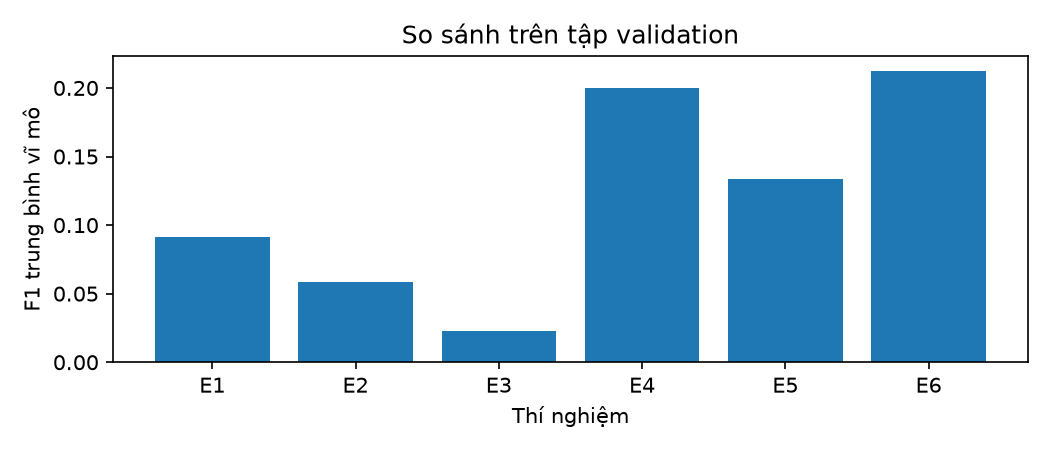 So sánh trên tập validation
F1 trung bình vĩ mô
0.20
0.15
0.10
0.05
0.00
E1 E2 E3 E4 E5 E6
Thí nghiệm